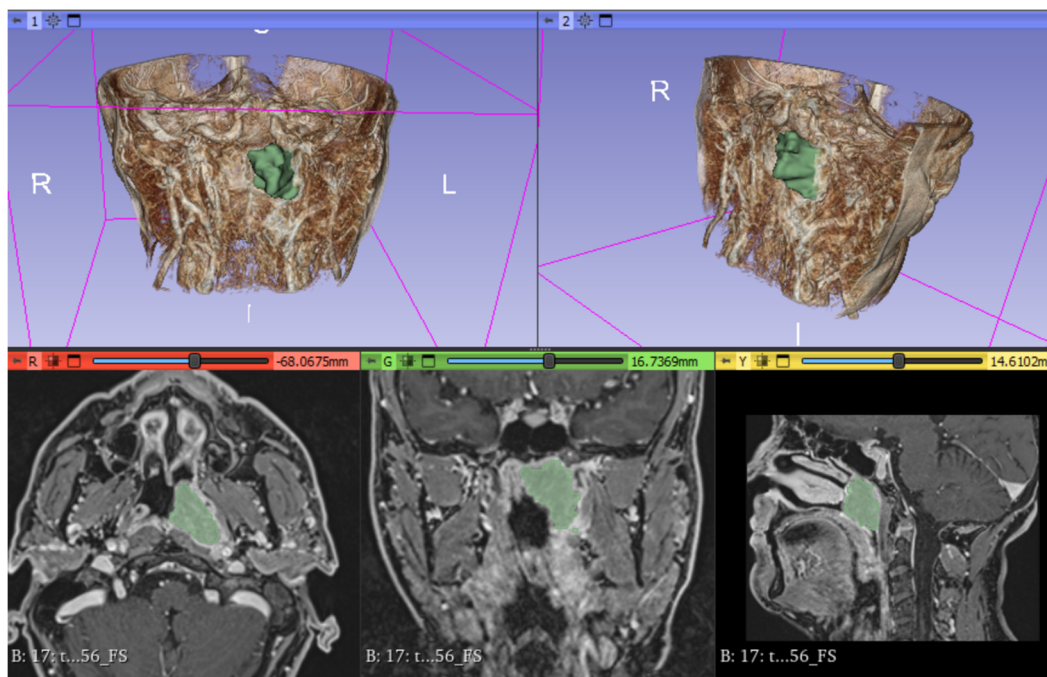 1
R
L
I
2
R
I
R
-68.0675mm
G
16.7369mm
Y
14.6102m
B: 17: t...56_FS
B: 17: t...56_FS
B: 17: t...56_FS